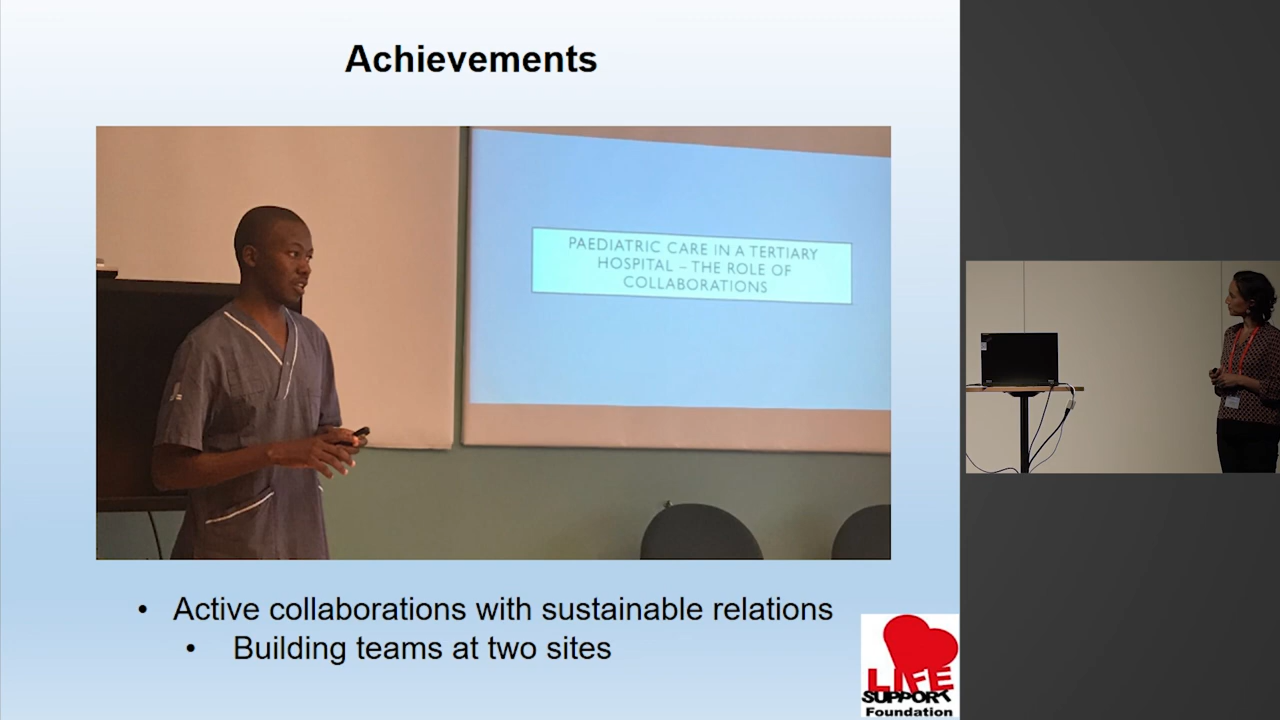 Achievements
PAEDIATRIC CARE IN A TERTIARY
HOSPITAL – THE ROLE OF
COLLABORATIONS
• Active collaborations with sustainable relations
• Building teams at two sites
LIFE
SUPPORT
Foundation